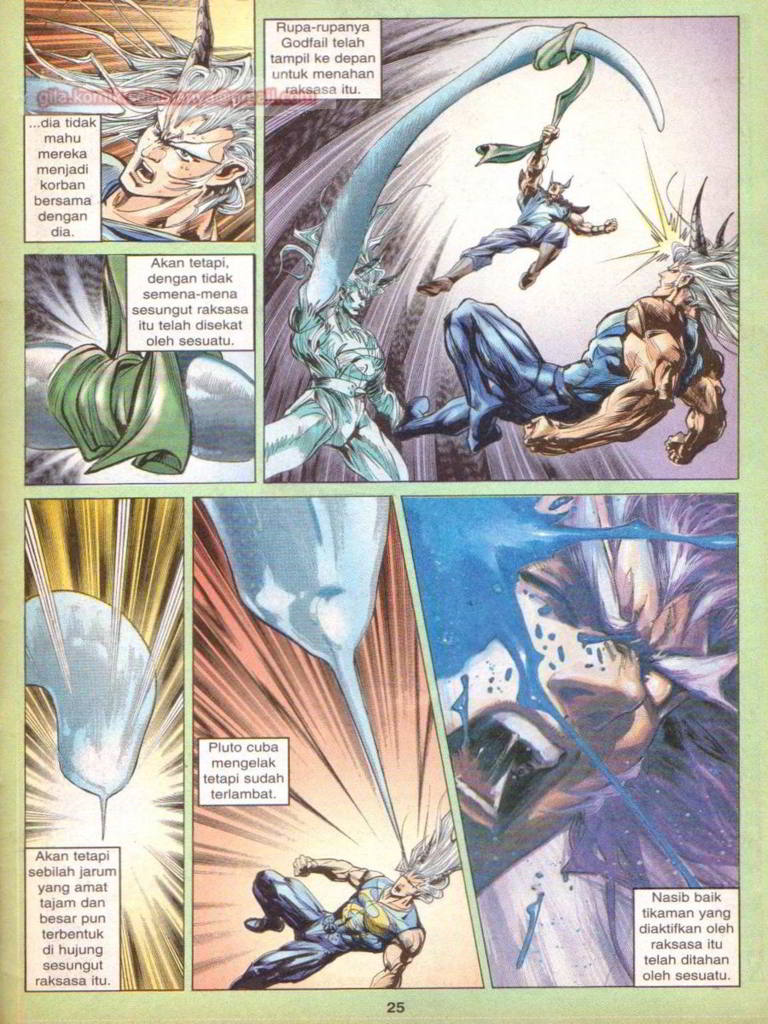 ...dia tidak
mahu
mereka
menjadi
korban
bersama
dengan
dia.
Rupa-rupanya
Godfail telah
tampil ke depan
untuk menahan
raksasa itu.
Akan tetapi,
dengan tidak
semena-mena
sesungut raksasa
itu telah disekat
oleh sesuatu.
Akan tetapi
sebilah jarum
yang amat
tajam dan
besar pun
terbentuk
di hujung
sesungut
raksasa itu.
Pluto cuba
mengelak
tetapi sudah
terlambat.
Nasib baik
tikaman yang
diaktifkan oleh
raksasa itu
telah ditahan
oleh sesuatu.
25